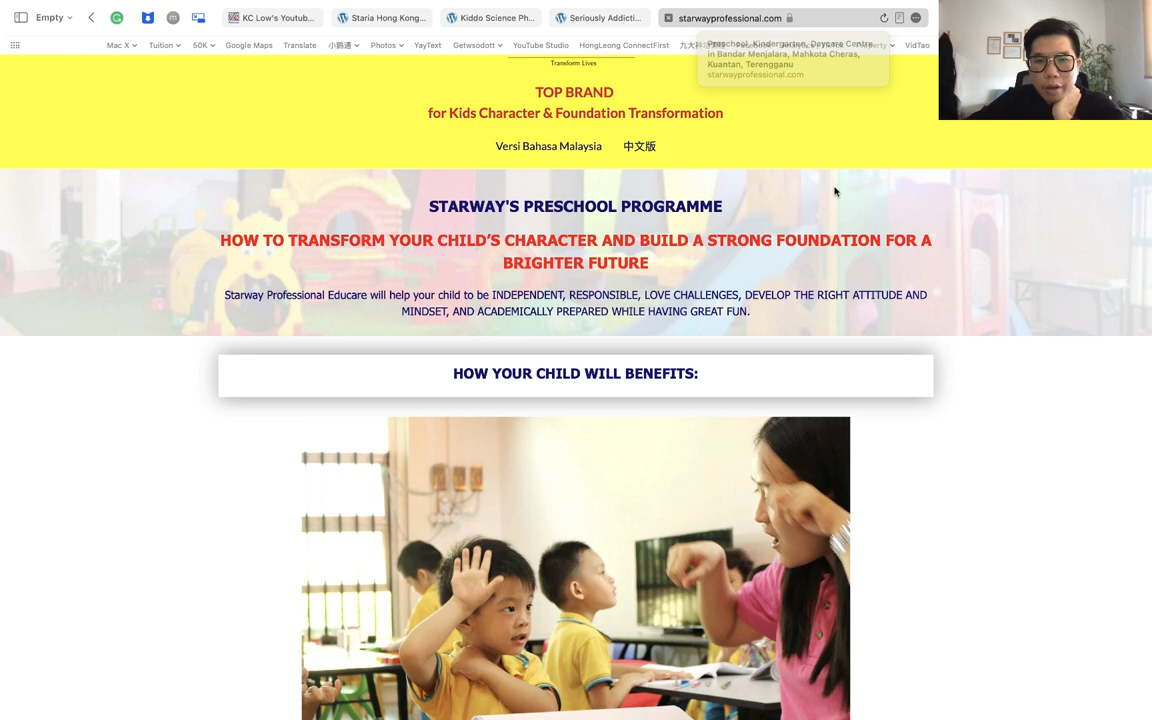 Empty
KC Low's Youtub...
Staria Hong Kong...
Kiddo Science Ph...
Seriously Addicti...
starwayprofessional.com
Mac X
Tuition
50K
Google Maps
Translate
小鹅通
Photos
YayText
Getwsodott
YouTube Studio
HongLeong ConnectFirst
VidTao
Preschool, Kindergarten, Daycare Centre
in Bandar Menjalara, Mahkota Cheras,
Kuantan, Terengganu
starwayprofessional.com
Transform Lives
TOP BRAND
for Kids Character & Foundation Transformation
Versi Bahasa Malaysia 中文版
STARWAY'S PRESCHOOL PROGRAMME
HOW TO TRANSFORM YOUR CHILD’S CHARACTER AND BUILD A STRONG FOUNDATION FOR A
BRIGHTER FUTURE
Starway Professional Educare will help your child to be INDEPENDENT, RESPONSIBLE, LOVE CHALLENGES, DEVELOP THE RIGHT ATTITUDE AND
MINDSET, AND ACADEMICALLY PREPARED WHILE HAVING GREAT FUN.
HOW YOUR CHILD WILL BENEFITS: